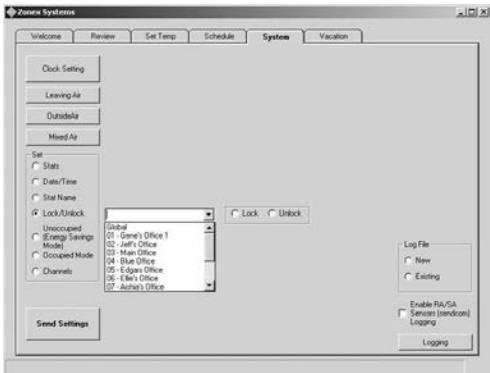 Zonex Systems
Welcome
Review
Set Temp
Schedule
System
Vacation
Clock Setting
Leaving Air
OutsideAir
Mixed Air
Set
Stats
Date/Time
Stat Name
Lock/Unlock
Unoccupied
(Energy Savings
Mode)
Occupied Mode
Channels
Lock
Unlock
Global
01 - Gene's Office 1
02 - Jeff's Office
03 - Main Office
04 - Blue Office
05 - Edgars Office
06 - Ellie's Office
07 - Aishia's Office
Log File
New
Existing
Enable RA/SA
Sensors (sendcom)
Logging
Send Settings
Logging